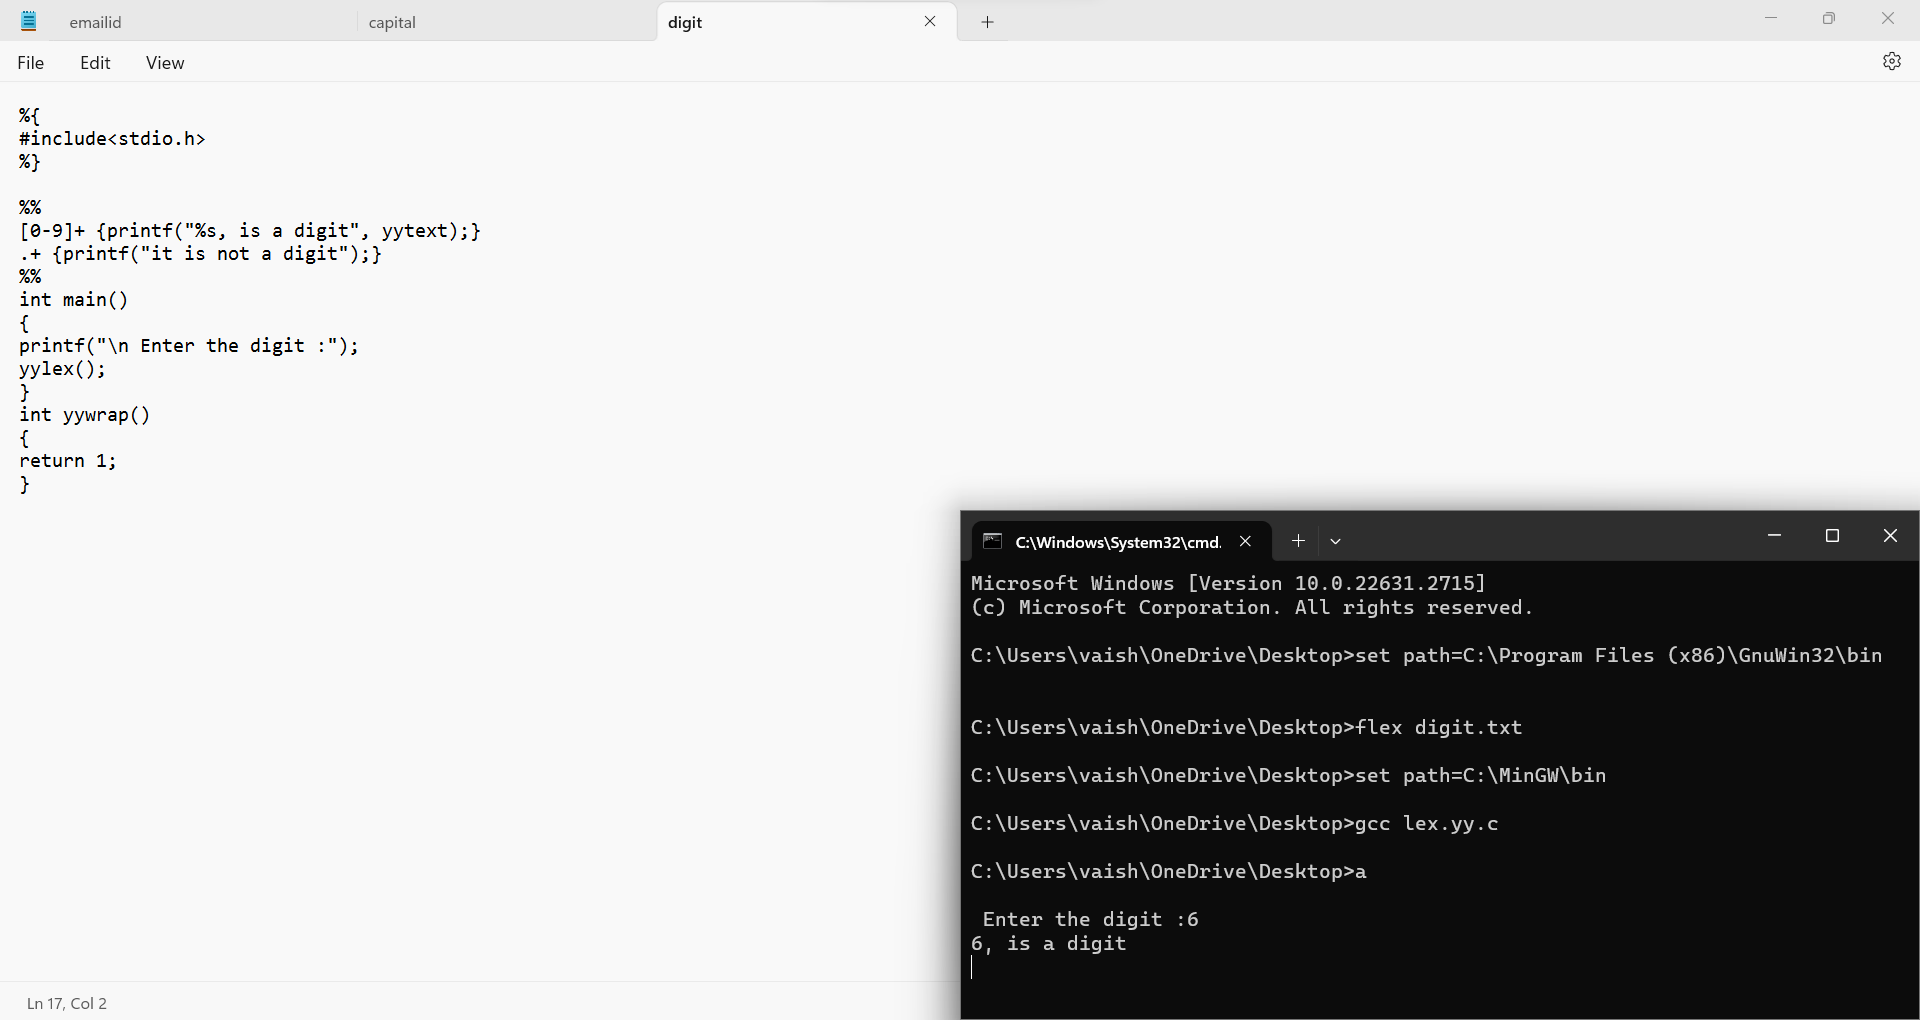 emailid capital digit
File Edit View
%{
#include<stdio.h>
%}
%%
[0-9]+ {printf("%s, is a digit", yytext);}
.+ {printf("it is not a digit");}
%%
int main()
{
printf("\n Enter the digit :");
yylex();
}
int yywrap()
{
return 1;
}
Ln 17, Col 2
C:\Windows\System32\cmd.
Microsoft Windows [Version 10.0.22631.2715]
(c) Microsoft Corporation. All rights reserved.
C:\Users\vaish\OneDrive\Desktop>set path=C:\Program Files (x86)\GnuWin32\bin
C:\Users\vaish\OneDrive\Desktop>flex digit.txt
C:\Users\vaish\OneDrive\Desktop>set path=C:\MinGW\bin
C:\Users\vaish\OneDrive\Desktop>gcc lex.yy.c
C:\Users\vaish\OneDrive\Desktop>a
Enter the digit :6
6, is a digit